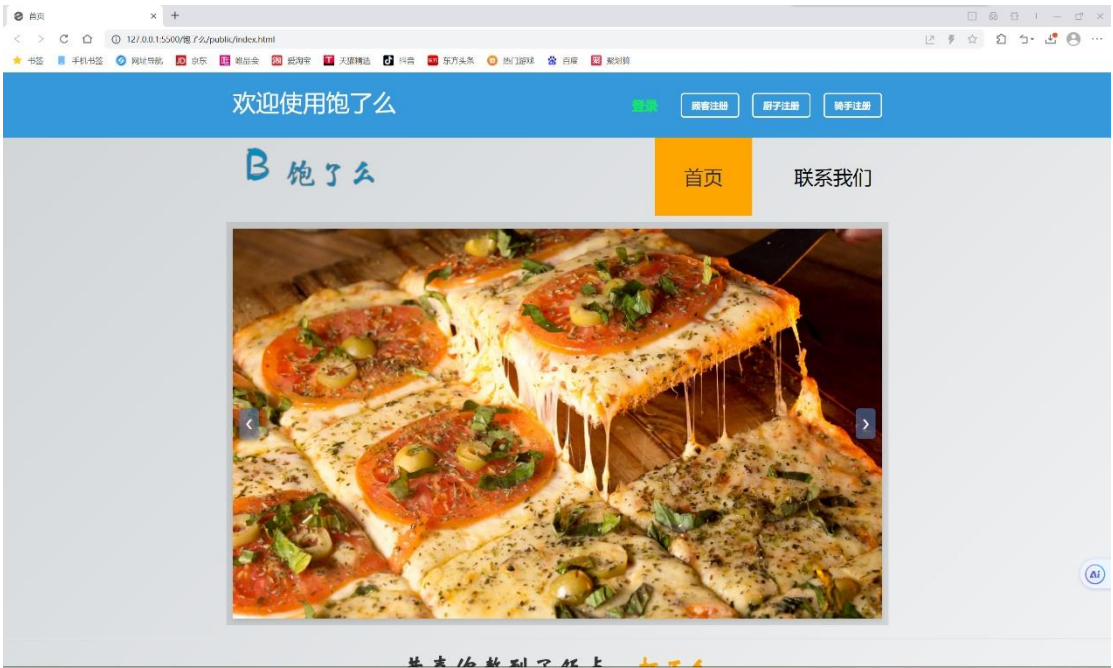 首页
127.0.0.1:5500/饱了么/public/index.html
书签 手机书签 网址导航 京东 唯品会 爱淘宝 天猫精选 抖音 东方头条 热门游戏 百度 聚划算
欢迎使用饱了么
登录 顾客注册 厨子注册 骑手注册
B 饱了么
首页 联系我们
Ai